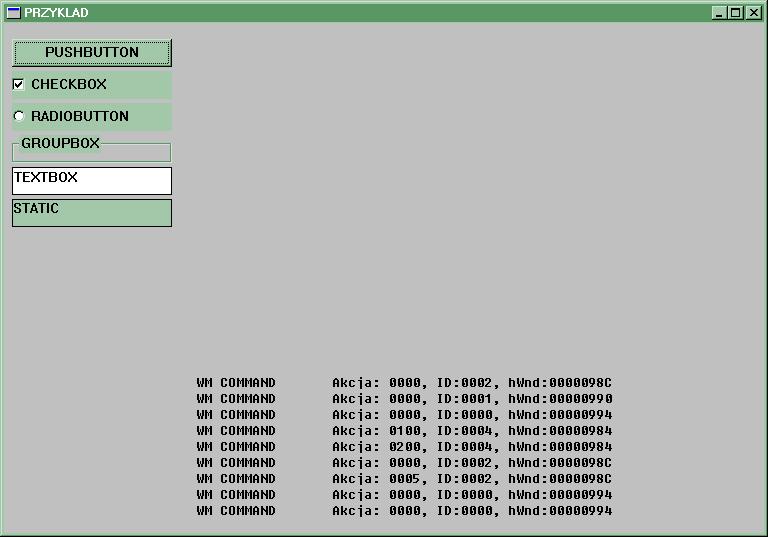 PRZYKLAD
PUSHBUTTON
CHECKBOX
RADIOBUTTON
GROUPBOX
TEXTBOX
STATIC
WM COMMAND Akcja: 0000, ID:0002, hWnd:0000098C
WM COMMAND Akcja: 0000, ID:0001, hWnd:00000990
WM COMMAND Akcja: 0000, ID:0000, hWnd:00000994
WM COMMAND Akcja: 0100, ID:0004, hWnd:00000984
WM COMMAND Akcja: 0200, ID:0004, hWnd:00000984
WM COMMAND Akcja: 0000, ID:0002, hWnd:0000098C
WM COMMAND Akcja: 0005, ID:0002, hWnd:0000098C
WM COMMAND Akcja: 0000, ID:0000, hWnd:00000994
WM COMMAND Akcja: 0000, ID:0000, hWnd:00000994